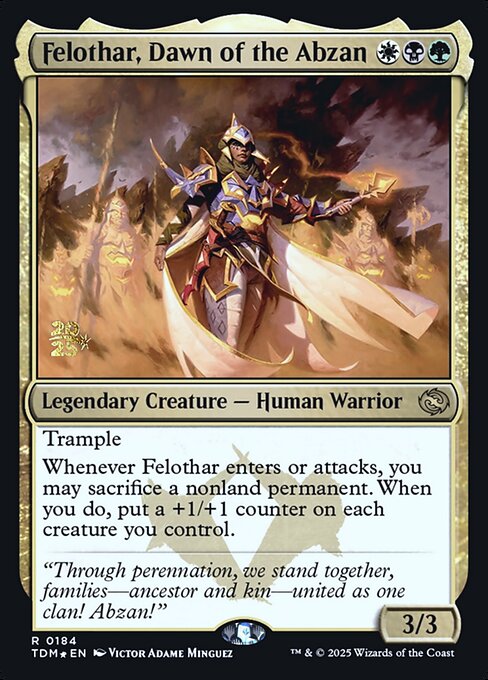 Felothar, Dawn of the Abzan
Legendary Creature — Human Warrior
Trample
Whenever Felothar enters or attacks, you
may sacrifice a nonland permanent. When
you do, put a +1/+1 counter on each
creature you control.
“Through perennation, we stand together,
families—ancestor and kin—united as one
clan! Abzan!”
3/3
R 0184
TDM★EN Victor Adame Minguez
™ & © 2025 Wizards of the Coast